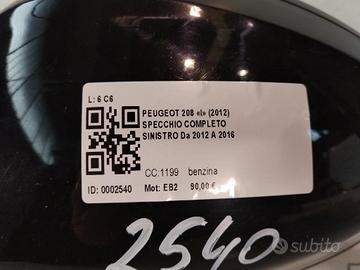 L: 6 C6
PEUGEOT 208 «I» (2012)
SPECCHIO COMPLETO
SINISTRO Da 2012 A 2016
CC:1199 benzina
ID: 0002540 Mot: EB2 90,00 €
2540
subito